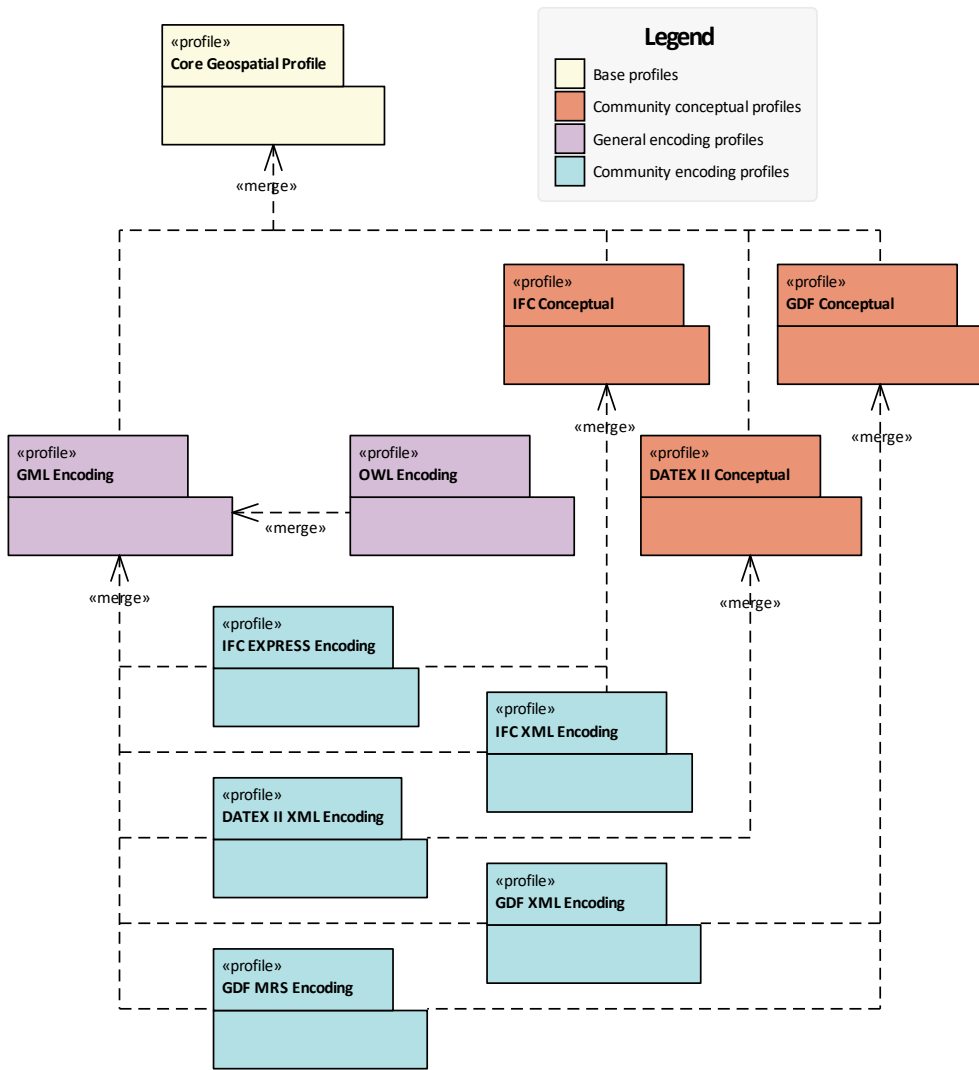 «profile»
Core Geospatial Profile
Legend
Base profiles
Community conceptual profiles
General encoding profiles
Community encoding profiles
«merge»
«profile»
IFC Conceptual
«profile»
GDF Conceptual
«merge»
«merge»
«profile»
GML Encoding
«profile»
OWL Encoding
«profile»
DATEX II Conceptual
«merge»
«merge»
«merge»
«profile»
IFC EXPRESS Encoding
«profile»
IFC XML Encoding
«profile»
DATEX II XML Encoding
«profile»
GDF XML Encoding
«profile»
GDF MRS Encoding